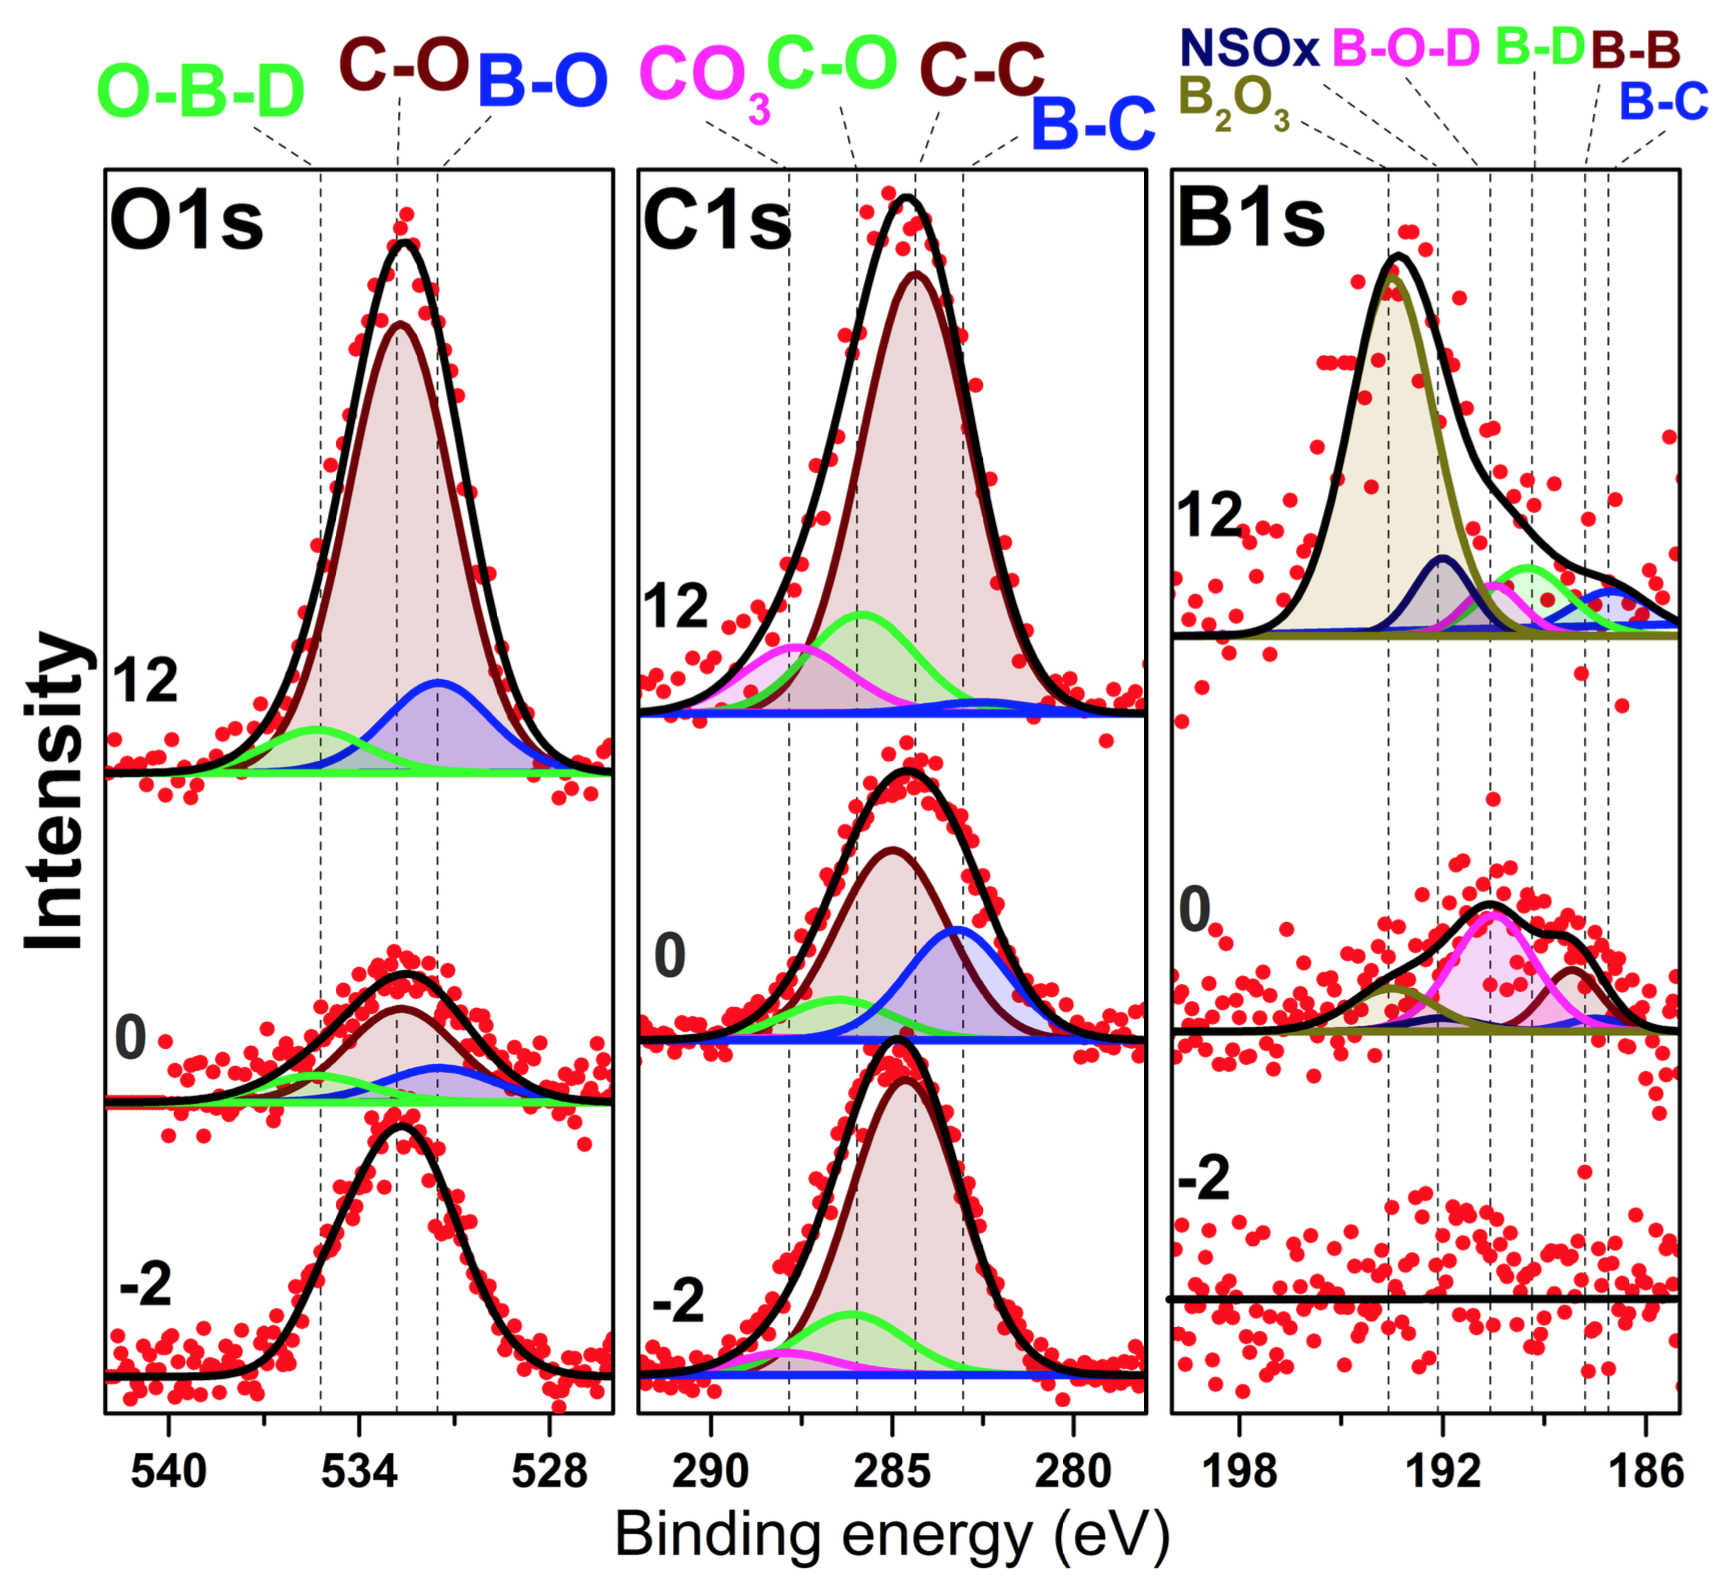 O-B-D C-O B-O
CO3 C-O C-C
B-C
NSOx B-O-D B-D B-B
B2O3 B-C
O1s C1s B1s
12 12 12
0 0 0
-2 -2 -2
Intensity
540 534 528 290 285 280 198 192 186
Binding energy (eV)